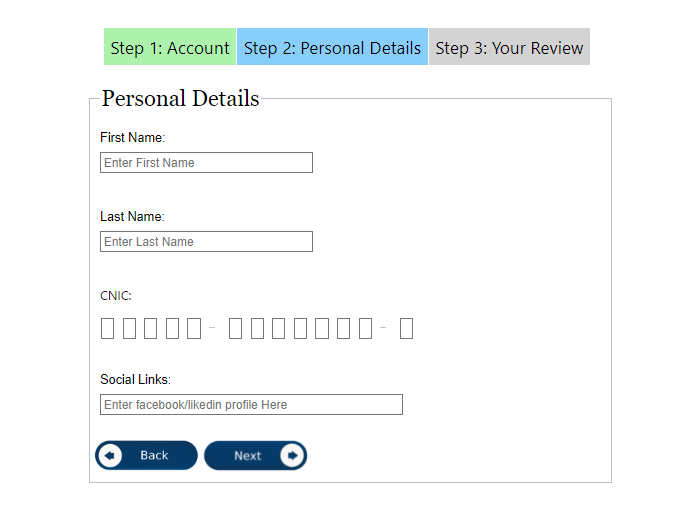 Step 1: Account Step 2: Personal Details Step 3: Your Review
Personal Details
First Name:
Enter First Name
Last Name:
Enter Last Name
CNIC:
- -
Social Links:
Enter facebook/likedin profile Here
Back Next